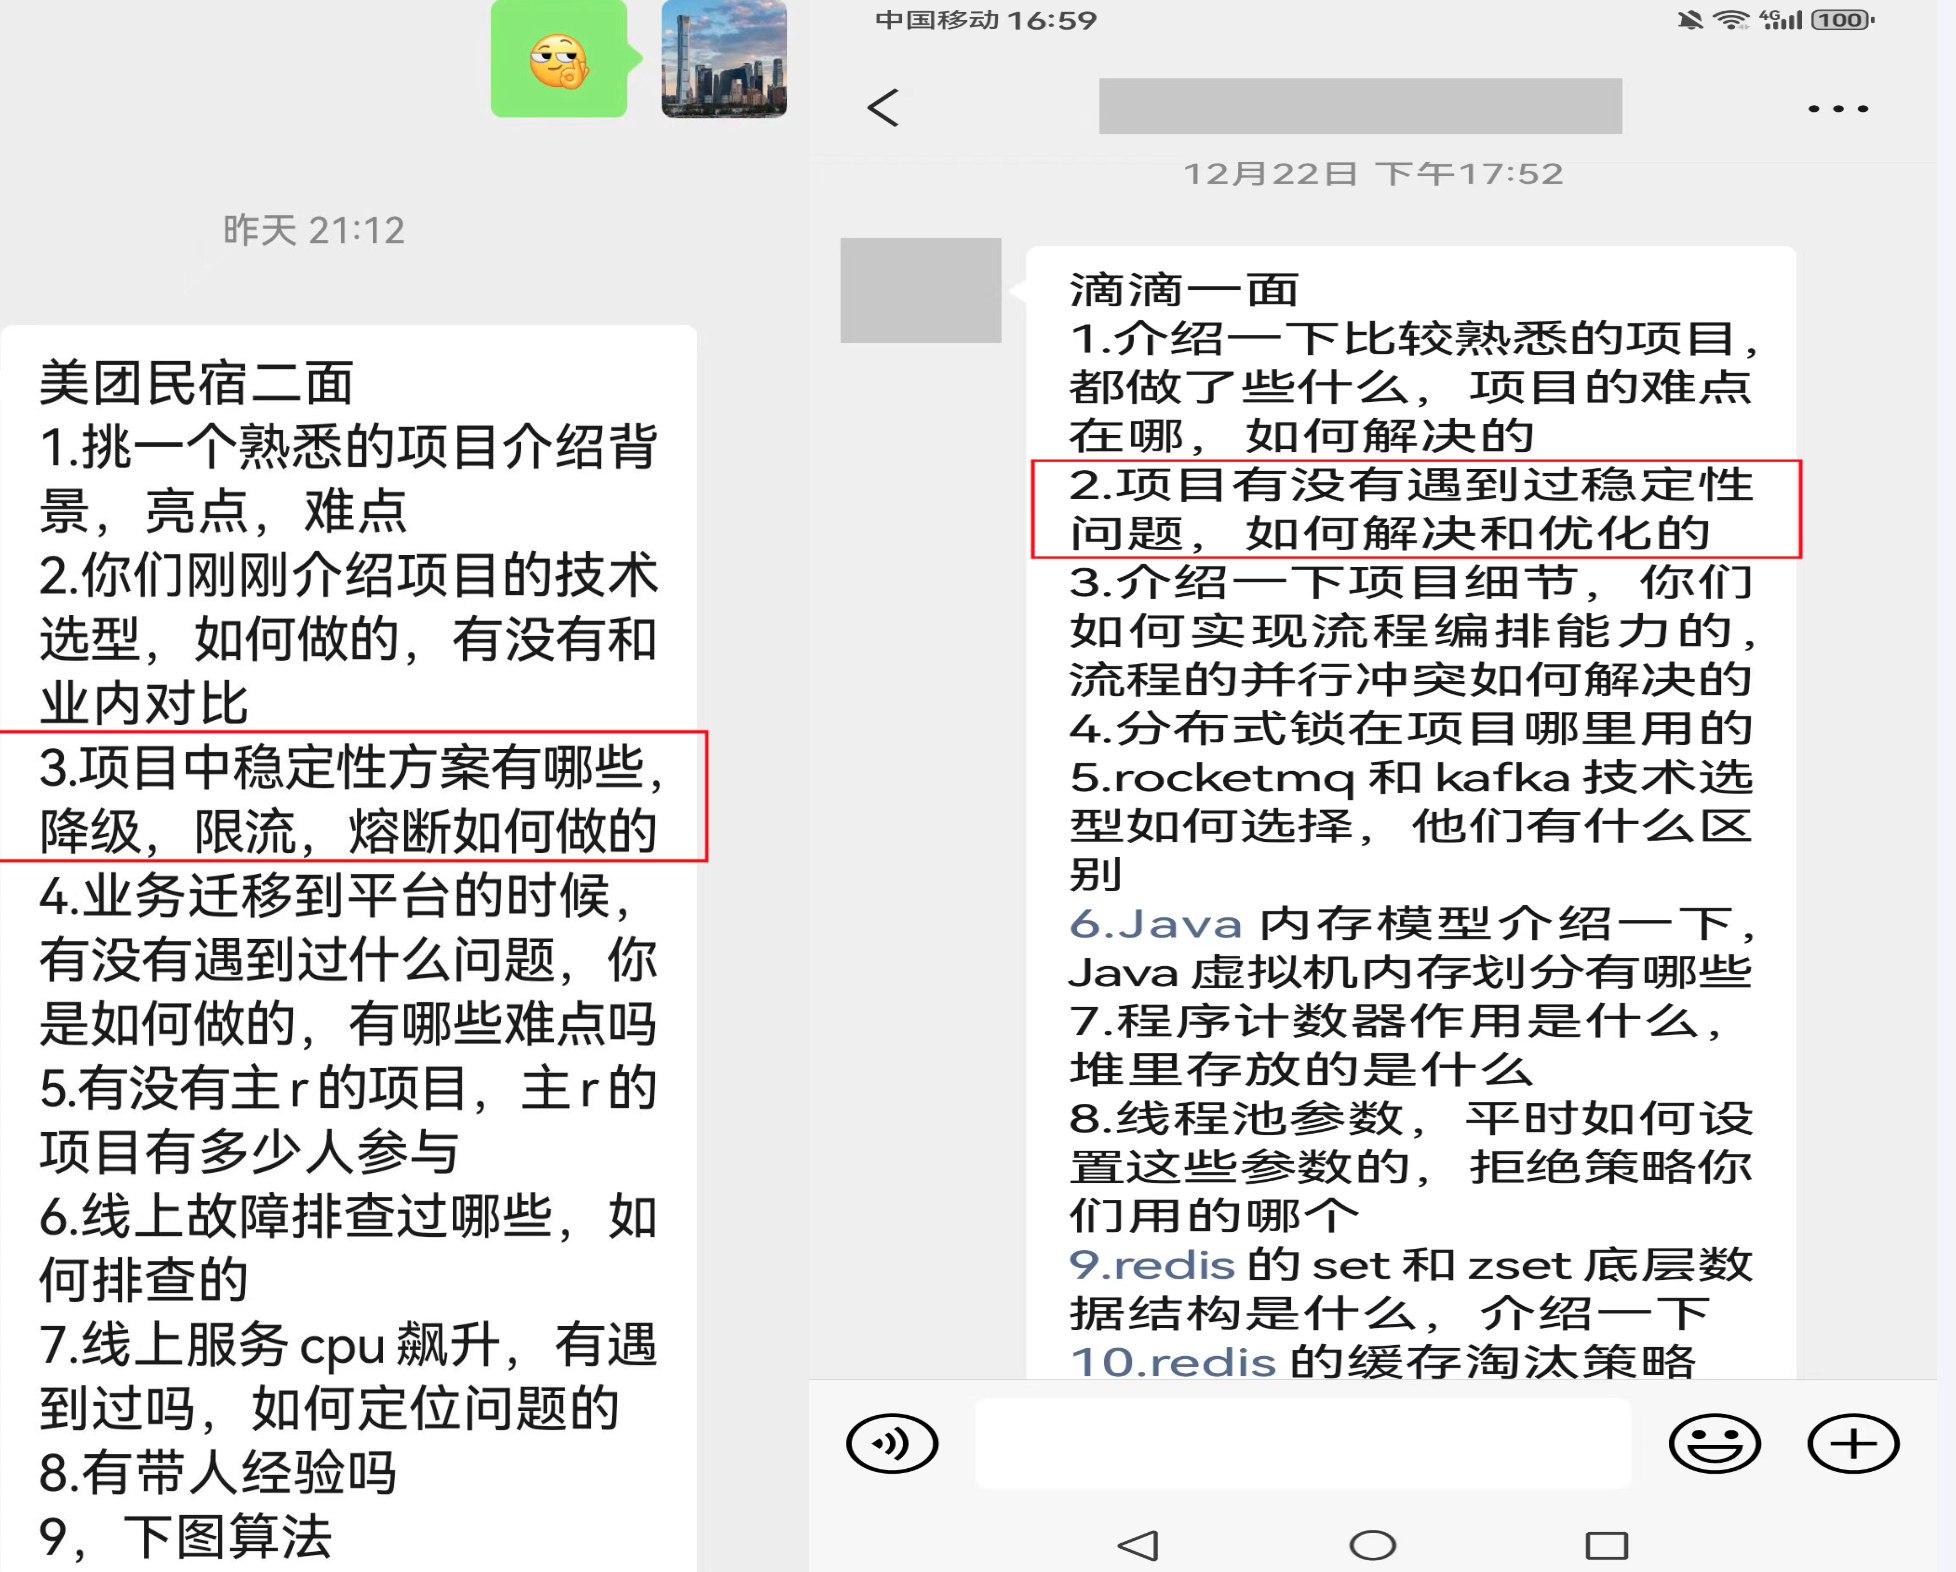 昨天 21:12
美团民宿二面
1.挑一个熟悉的项目介绍背
景，亮点，难点
2.你们刚刚介绍项目的技术
选型，如何做的，有没有和
业内对比
3.项目中稳定性方案有哪些，
降级，限流，熔断如何做的
4.业务迁移到平台的时候，
有没有遇到过什么问题，你
是如何做的，有哪些难点吗
5.有没有主r的项目，主r的
项目有多少人参与
6.线上故障排查过哪些，如
何排查的
7.线上服务cpu飙升，有遇
到过吗，如何定位问题的
8.有带人经验吗
9，下图算法
中国移动 16:59
4G
100
12月22日 下午17:52
滴滴一面
1.介绍一下比较熟悉的项目，
都做了些什么，项目的难点
在哪，如何解决的
2.项目有没有遇到过稳定性
问题，如何解决和优化的
3.介绍一下项目细节，你们
如何实现流程编排能力的，
流程的并行冲突如何解决的
4.分布式锁在项目哪里用的
5.rocketmq 和 kafka 技术选
型如何选择，他们有什么区
别
6.Java 内存模型介绍一下，
Java 虚拟机内存划分有哪些
7.程序计数器作用是什么，
堆里存放的是什么
8.线程池参数，平时如何设
置这些参数的，拒绝策略你
们用的哪个
9.redis 的 set 和 zset 底层数
据结构是什么，介绍一下
10.redis 的缓存淘汰策略